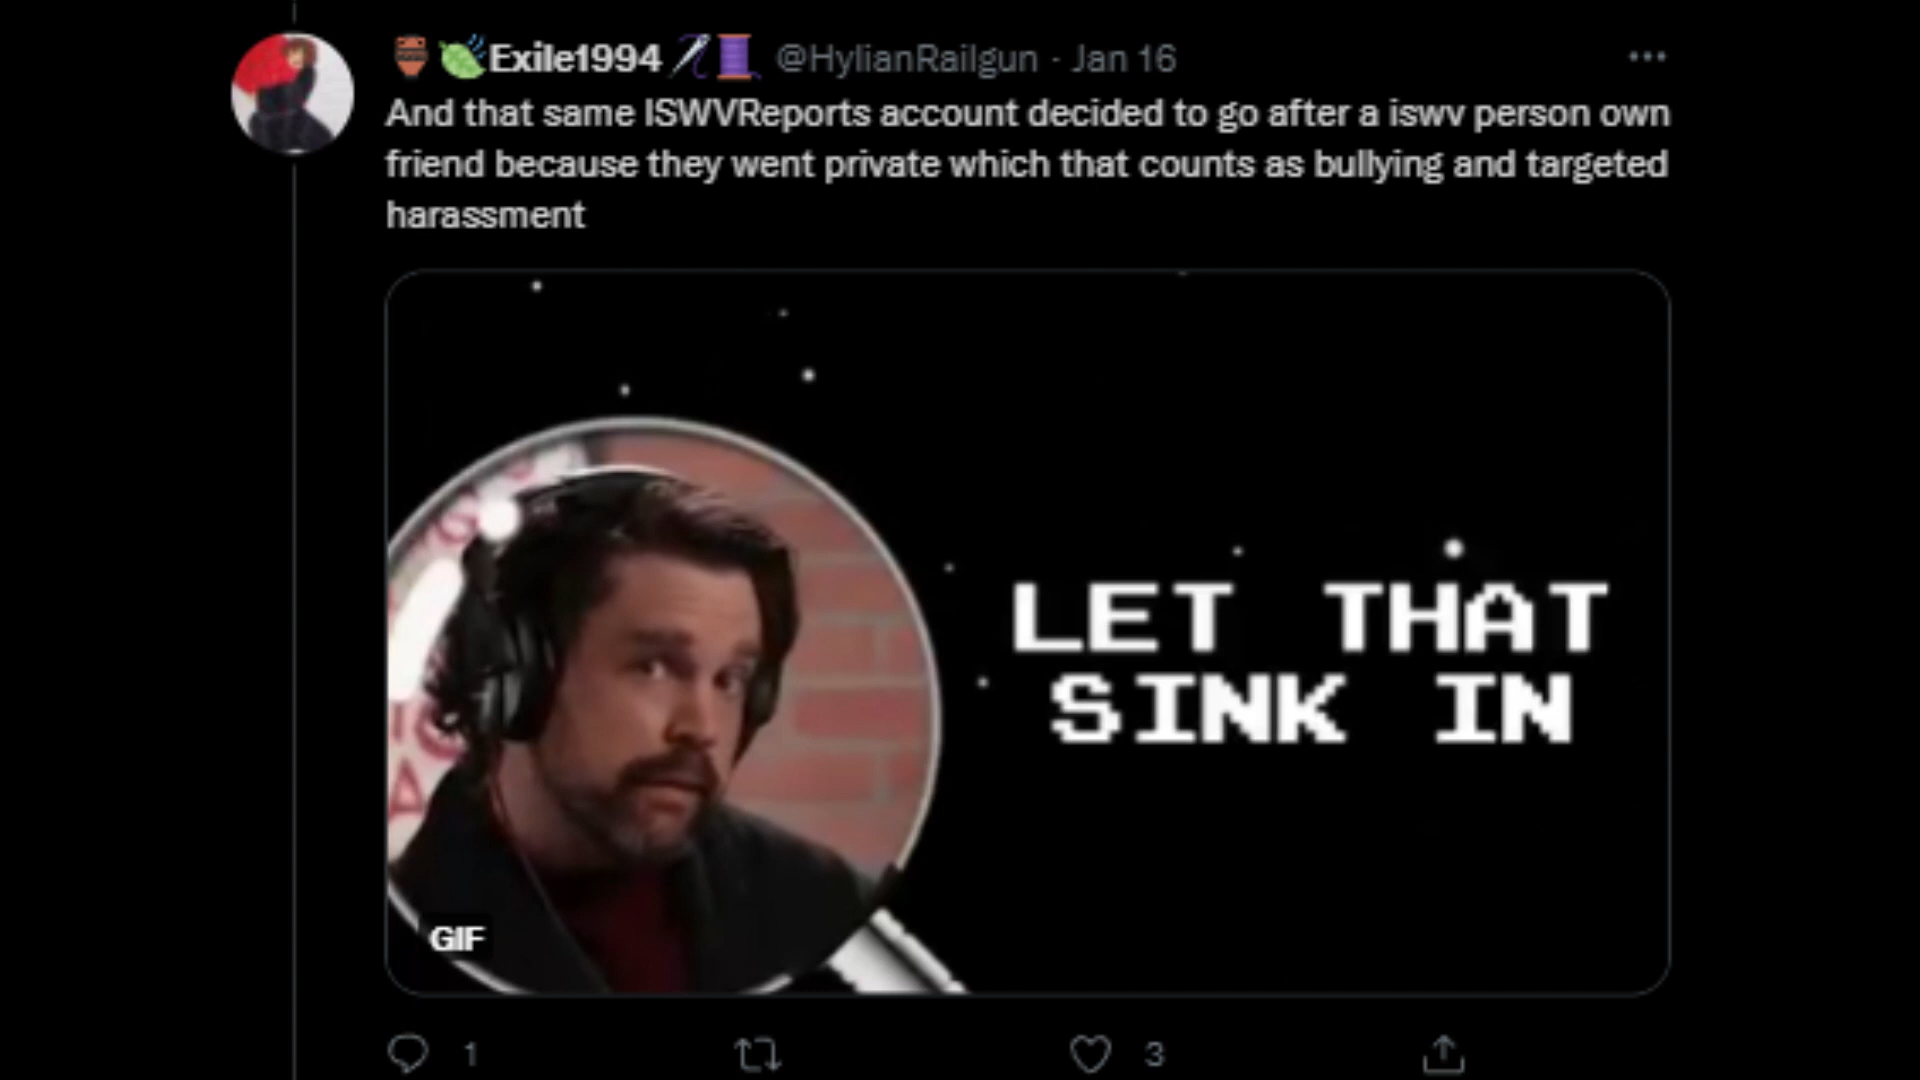 Exile1994 @HylianRailgun · Jan 16
And that same ISWVReports account decided to go after a iswv person own
friend because they went private which that counts as bullying and targeted
harassment
LET THAT
SINK IN
GIF
1 3